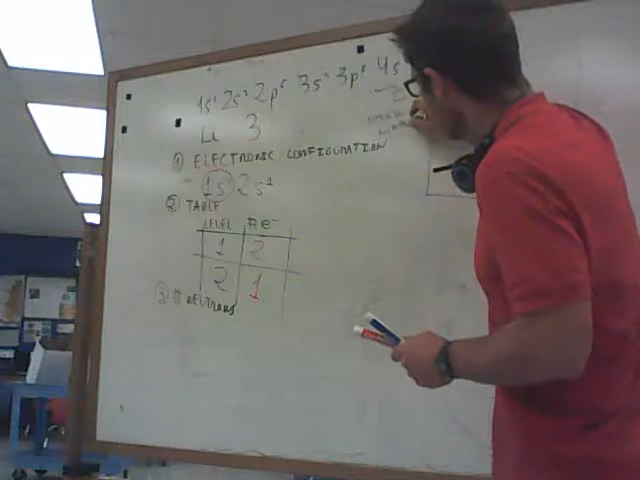 1s² 2s² 2p⁶ 3s² 3p⁶ 4s
Li 3
① ELECTRONIC CONFIGURATION
1s² 2s¹
② TABLE
LEVEL #e⁻
1 2
2 1
③ # NEUTRONS